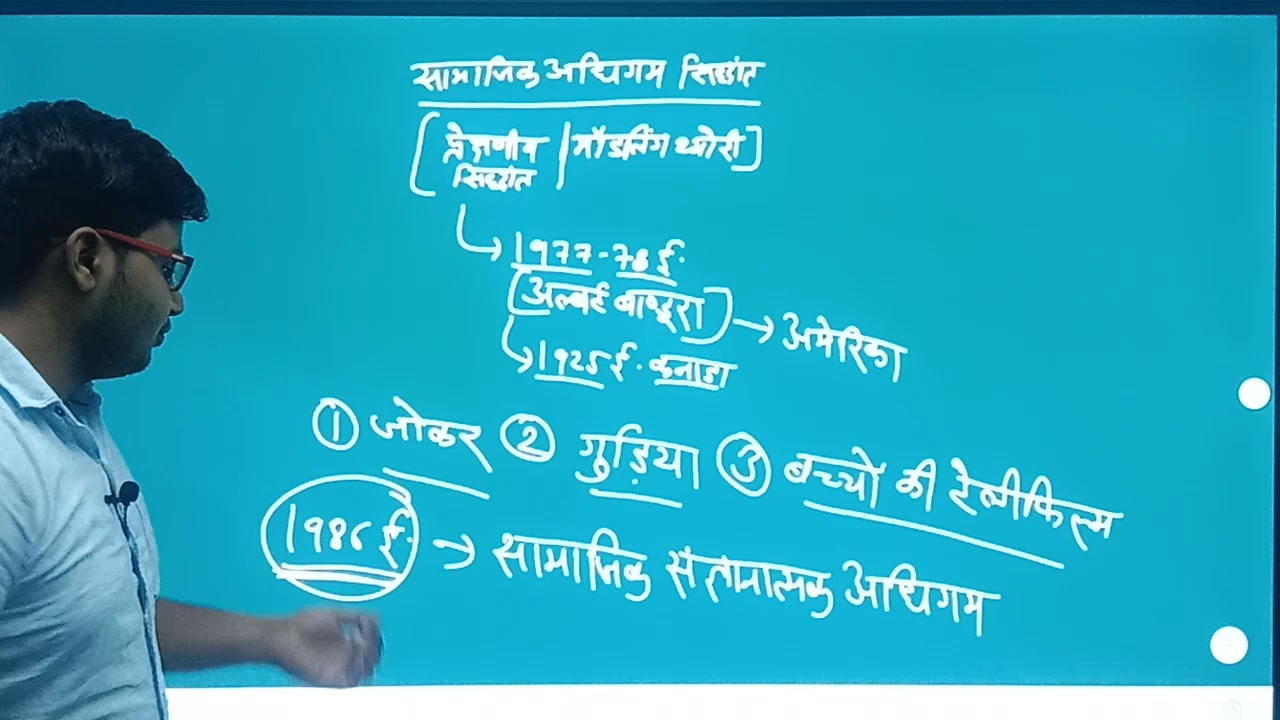 सामाजिक अधिगम सिद्धांत
[प्रेक्षणीय सिद्धांत | मॉडलिंग थ्योरी]
1977-78 ई.
(अल्बर्ट बाण्डूरा) → अमेरिका
1925 ई. कनाडा
① जोकर ② गुड़िया ③ बच्चों की टेलीफिल्म
1986 ई. → सामाजिक संज्ञानात्मक अधिगम